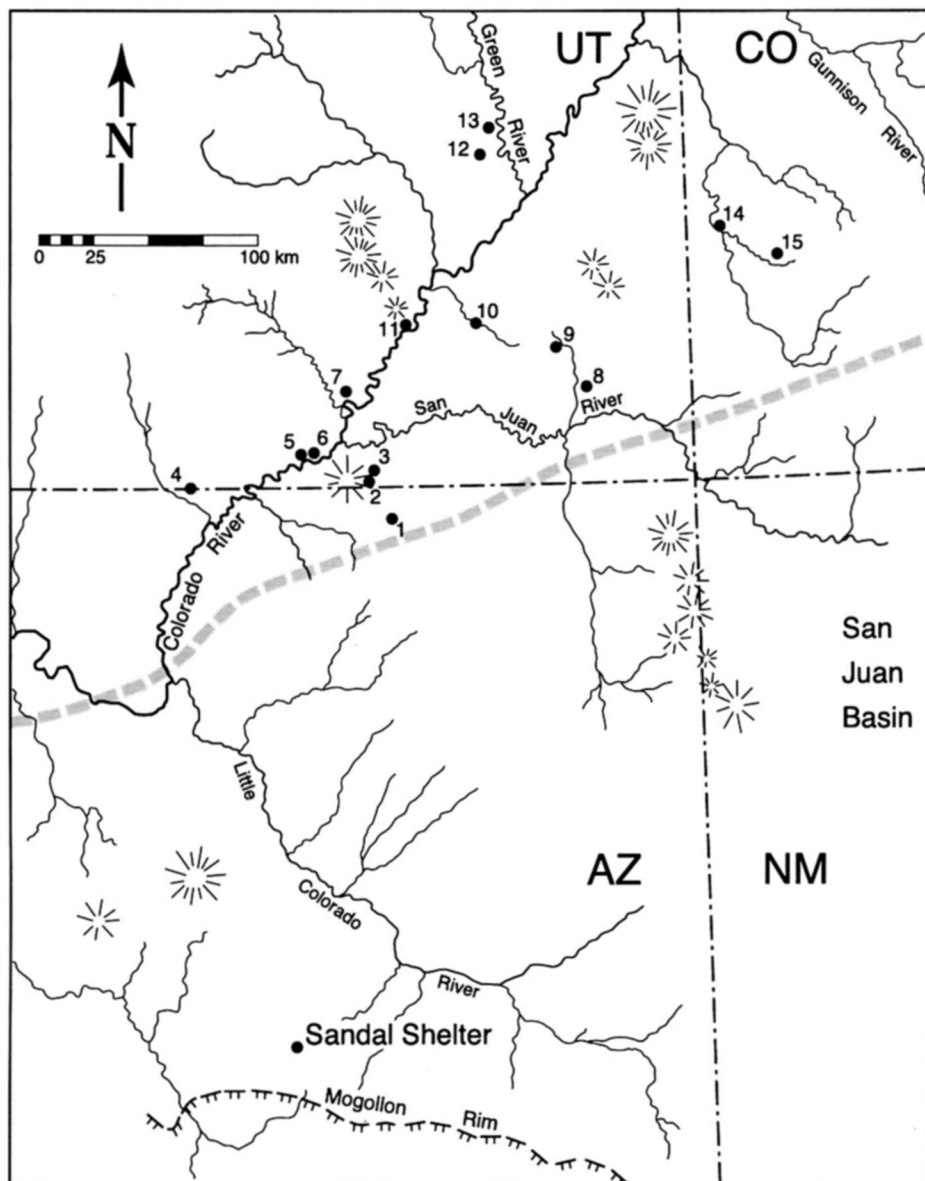 UT
CO
Green
River
Gunnison
River
N
13
12
0
25
100 km
14
15
11
10
9
8
7
San
Juan
River
5
6
3
4
2
1
Colorado
River
San
Juan
Basin
Little
Colorado
River
AZ
NM
Sandal Shelter
Mogollon
Rim